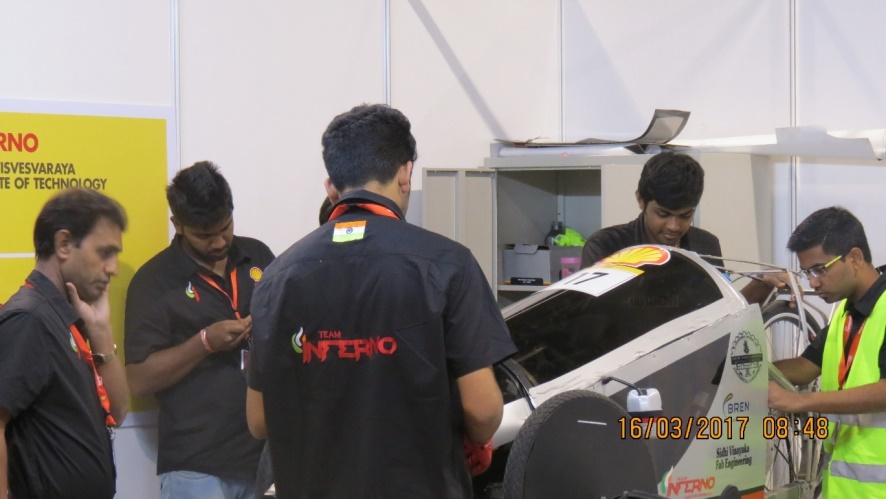 RNO
ISVESVARAYA
TE OF TECHNOLOGY
TEAM
INFERNO
17
BREN
Sidhi Vinayaka
Fab Engineering
TEAM
INFERNO
16/03/2017 08:48